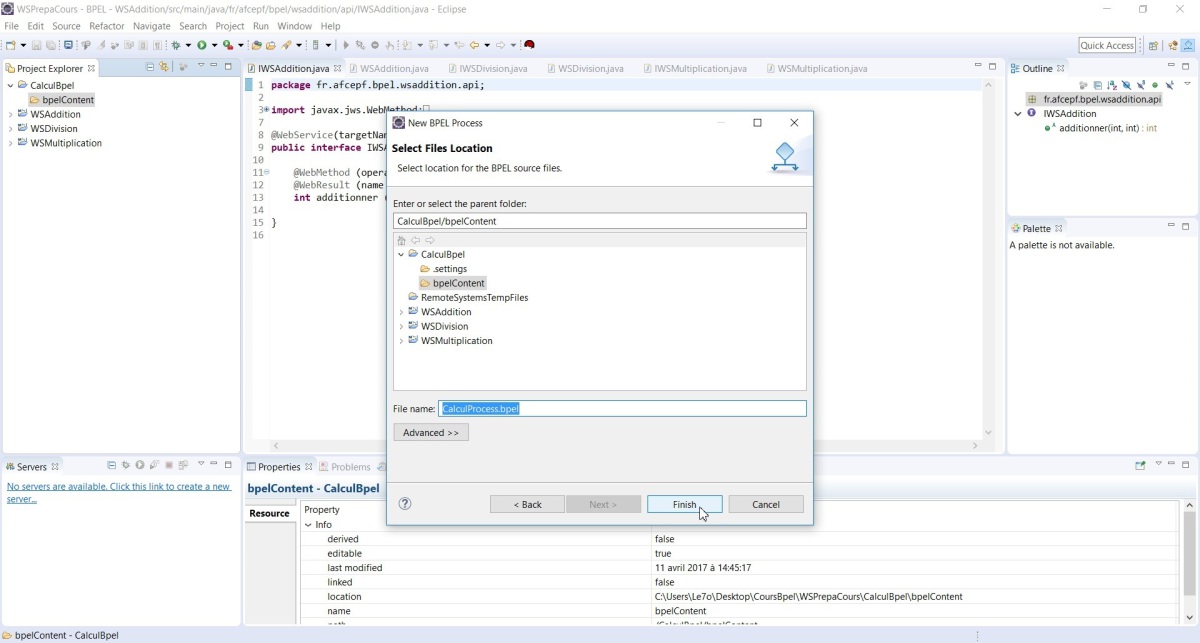 WSPrepaCours - BPEL - WSAddition/src/main/java/fr/afcepf/bpel/wsaddition/api/IWSAddition.java - Eclipse
File Edit Source Refactor Navigate Search Project Run Window Help
Quick Access
Project Explorer
CalculBpel
bpelContent
WSAddition
WSDivision
WSMultiplication
IWSAddition.java WSAddition.java IWSDivision.java WSDivision.java IWSMultiplication.java WSMultiplication.java
1 package fr.afcepf.bpel.wsaddition.api;
2
3 import javax.jws.WebMethod;
7
8 @WebService(targetNam
9 public interface IWSA
10
11 @WebMethod (opera
12 @WebResult (name
13 int additionner (
14
15 }
16
New BPEL Process
Select Files Location
Select location for the BPEL source files.
Enter or select the parent folder:
CalculBpel/bpelContent
CalculBpel
.settings
bpelContent
RemoteSystemsTempFiles
WSAddition
WSDivision
WSMultiplication
File name: CalculProcess.bpel
Advanced >>
< Back Next > Finish Cancel
Outline
fr.afcepf.bpel.wsaddition.api
IWSAddition
additionner(int, int) : int
Palette
A palette is not available.
Servers
No servers are available. Click this link to create a new
server...
Properties Problems
bpelContent - CalculBpel
Resource
Property
Info
derived false
editable true
last modified 11 avril 2017 à 14:45:17
linked false
location C:\Users\Le7o\Desktop\CoursBpel\WSPrepaCours\CalculBpel\bpelContent
name bpelContent
bpelContent - CalculBpel